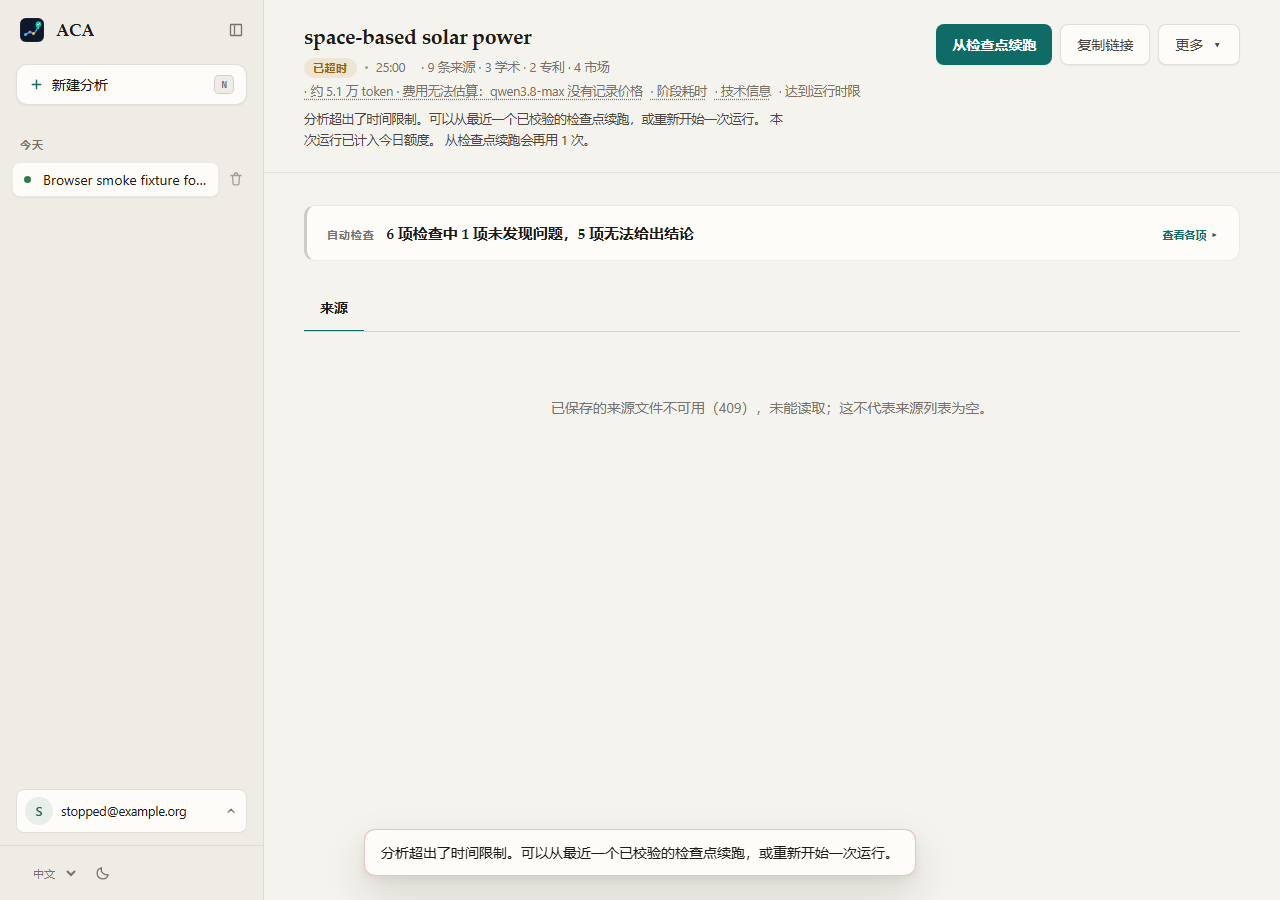 ACA
+ 新建分析 N
今天
Browser smoke fixture fo...
S stopped@example.org
中文
space-based solar power
已超时 · 25:00 · 9 条来源 · 3 学术 · 2 专利 · 4 市场
· 约 5.1 万 token · 费用无法估算：qwen3.8-max 没有记录价格 · 阶段耗时 · 技术信息 · 达到运行时限
分析超出了时间限制。可以从最近一个已校验的检查点续跑，或重新开始一次运行。 本
次运行已计入今日额度。 从检查点续跑会再用 1 次。
从检查点续跑
复制链接
更多 ▾
自动检查 6 项检查中 1 项未发现问题，5 项无法给出结论
查看各项 ▸
来源
已保存的来源文件不可用（409），未能读取；这不代表来源列表为空。
分析超出了时间限制。可以从最近一个已校验的检查点续跑，或重新开始一次运行。